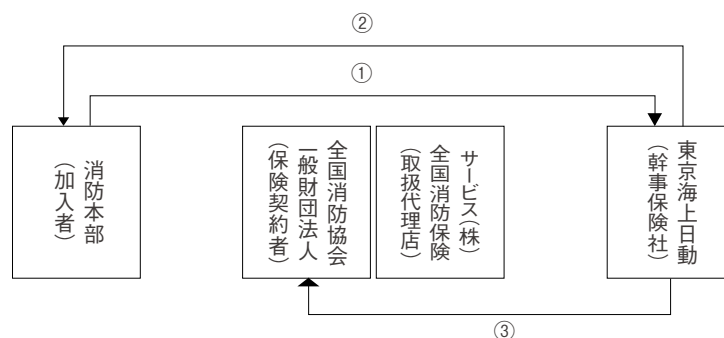 ②
①
消防本部
（加入者）
全国消防協会
一般財団法人
（保険契約者）
サービス（株）
全国消防保険
（取扱代理店）
東京海上日動
（幹事保険社）
③